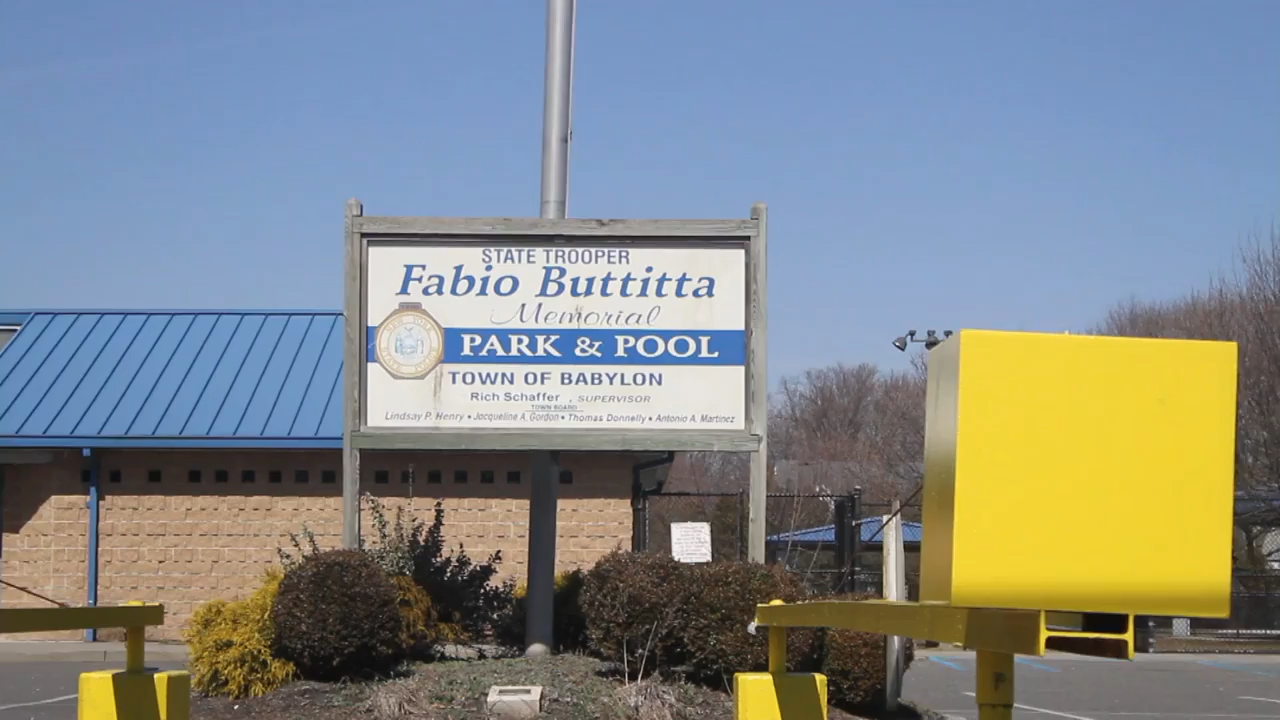 STATE TROOPER
Fabio Buttitta
Memorial
PARK & POOL
TOWN OF BABYLON
Rich Schaffer , SUPERVISOR
TOWN BOARD
Lindsay P. Henry • Jacqueline A. Gordon • Thomas Donnelly • Antonio A. Martinez